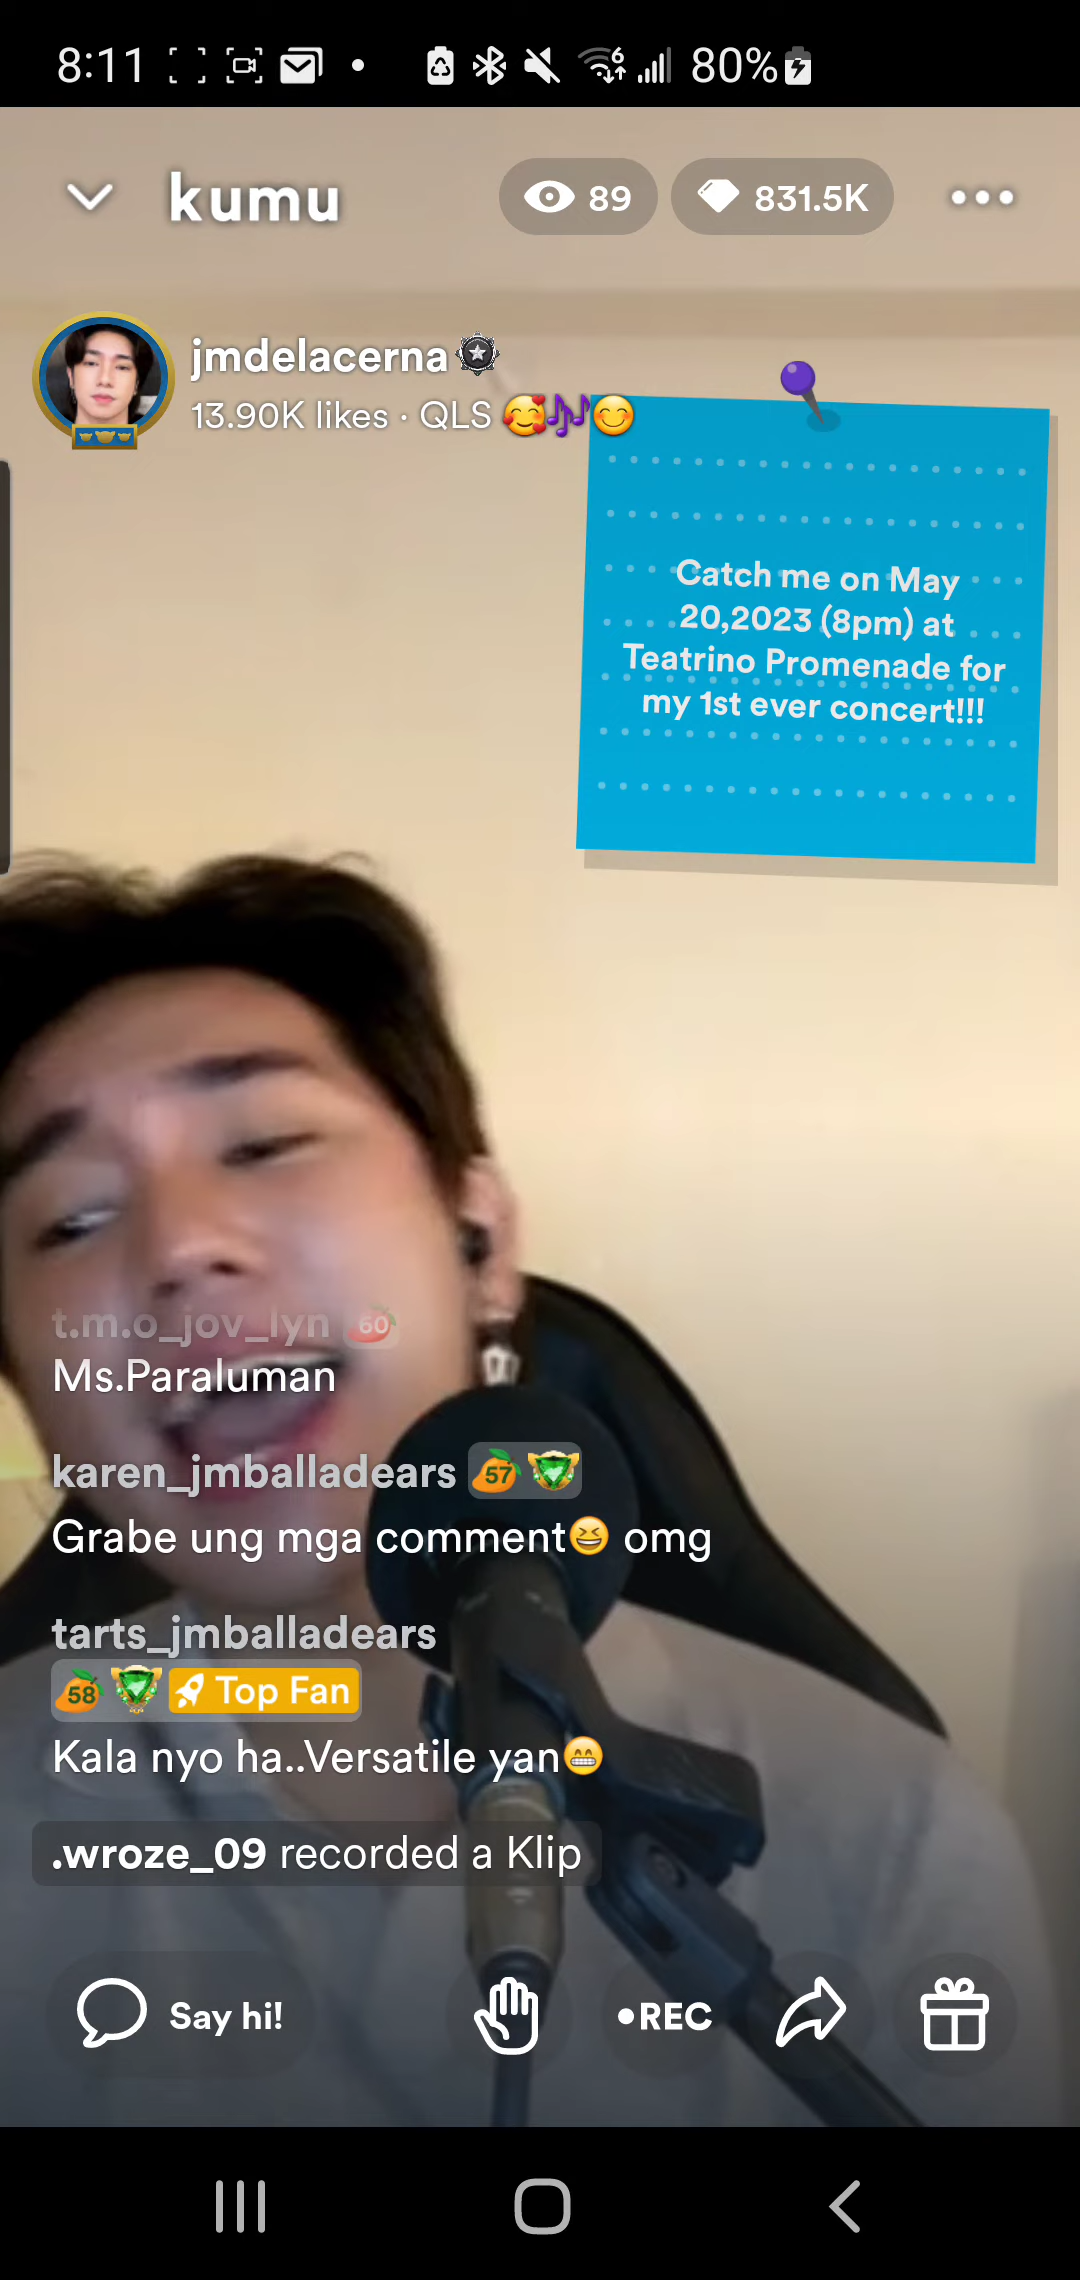 8:11
80%
kumu
89
831.5K
jmdelacerna
13.90K likes · QLS 🥰🎶😊
Catch me on May
20,2023 (8pm) at
Teatrino Promenade for
my 1st ever concert!!!
t.m.o_jov_lyn 60
Ms.Paraluman
karen_jmballadears 57
Grabe ung mga comment😆 omg
tarts_jmballadears
58 Top Fan
Kala nyo ha..Versatile yan😁
.wroze_09 recorded a Klip
Say hi!
•REC